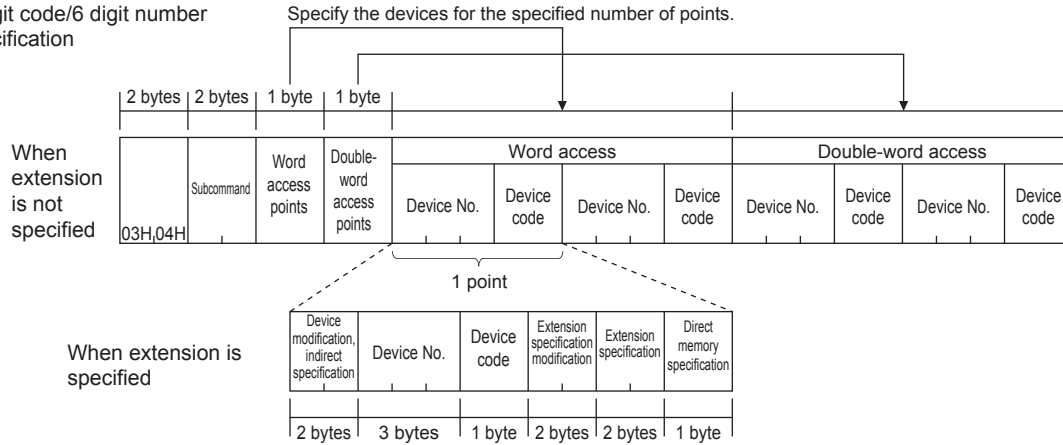 git code/6 digit number
cification
Specify the devices for the specified number of points.
2 bytes 2 bytes 1 byte 1 byte
When
extension
is not
specified
03H 04H
Subcommand
Word
access
points
Double-
word
access
points
Word access
Device No.
Device
code
Device No.
Device
code
Double-word access
Device No.
Device
code
Device No.
Device
code
1 point
When extension is
specified
Device
modification,
indirect
specification
Device No.
Device
code
Extension
specification
modification
Extension
specification
Direct
memory
specification
2 bytes 3 bytes 1 byte 2 bytes 2 bytes 1 byte